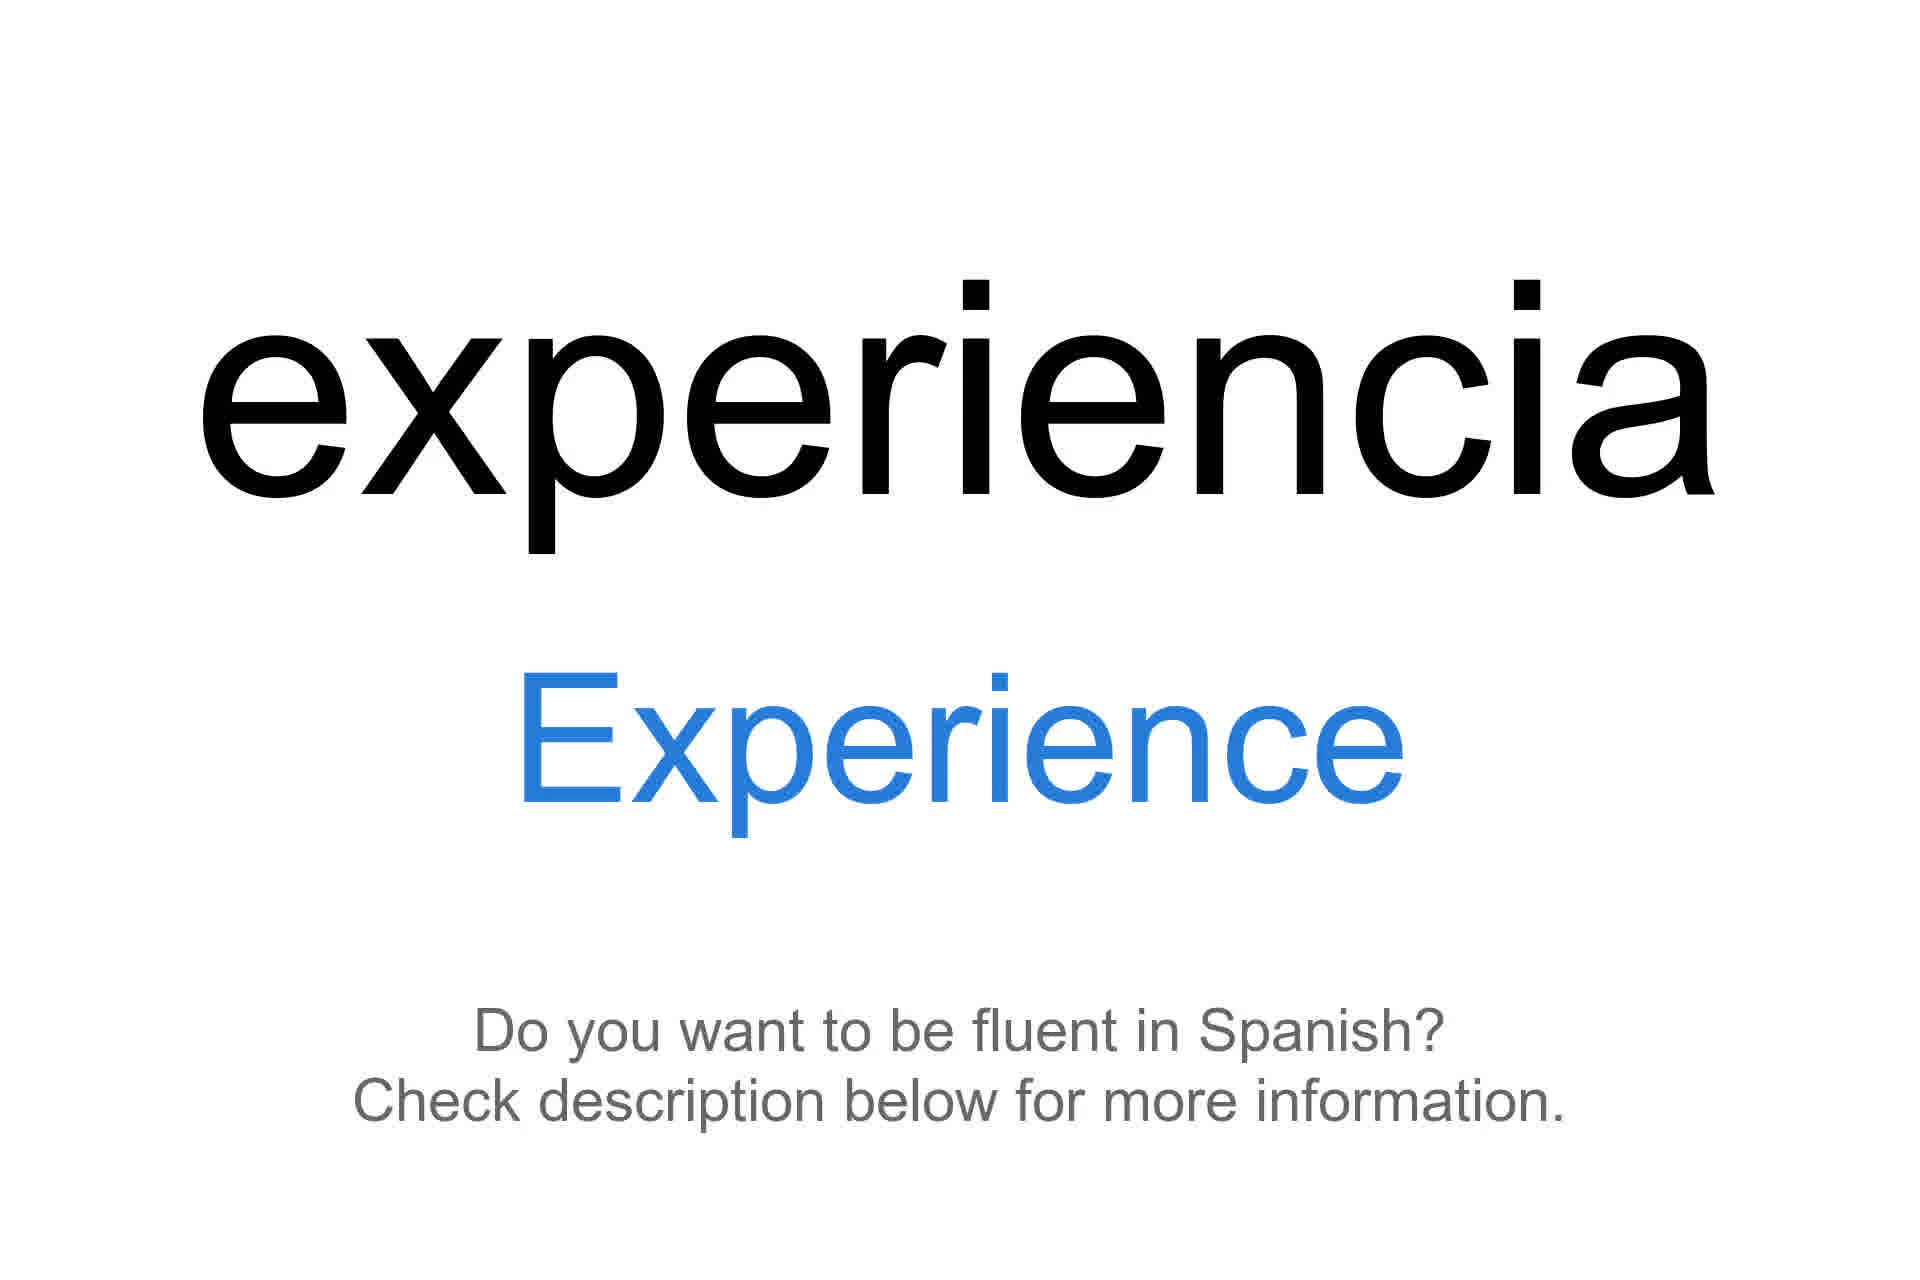 experiencia
Experience
Do you want to be fluent in Spanish?
Check description below for more information.